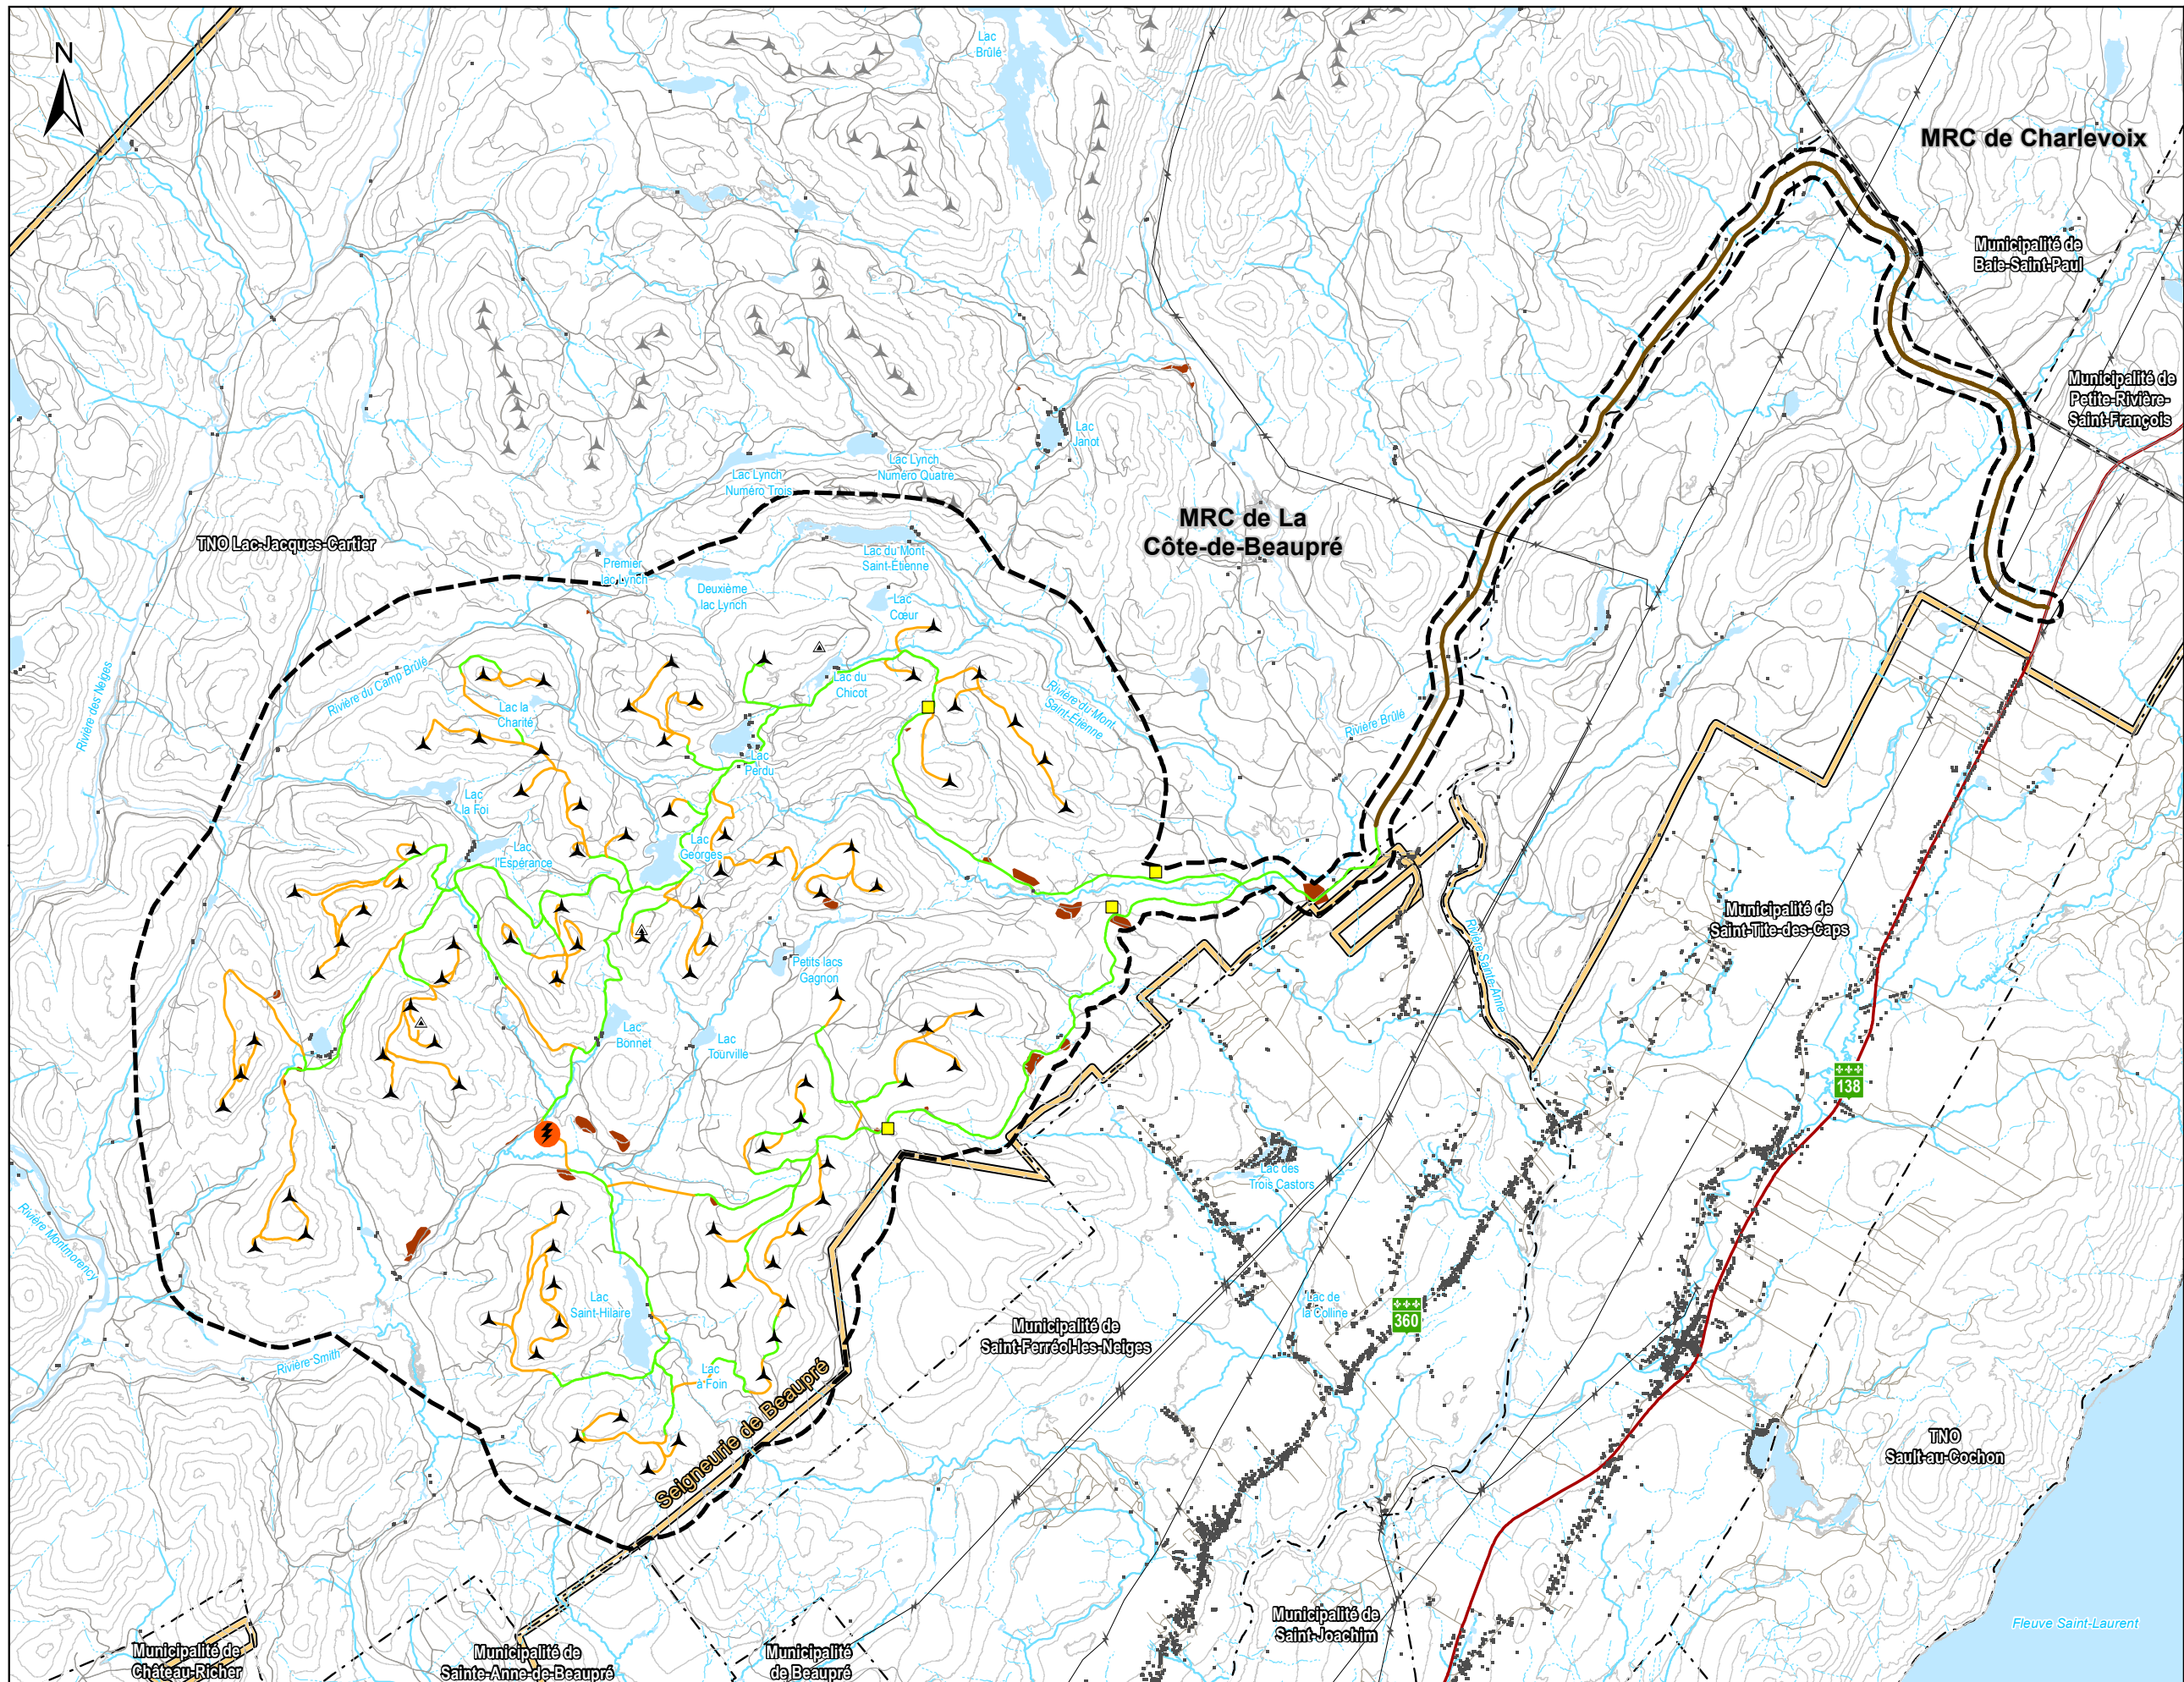 N
Lac
Brûlé
MRC de Charlevoix
Municipalité de
Baie-Saint-Paul
Municipalité de
Petite-Rivière-
Saint-François
Lac
Janot
Lac Lynch
Numéro Quatre
Lac Lynch
Numéro Trois
MRC de La
Côte-de-Beaupré
TNO Lac-Jacques-Cartier
Lac du Mont
Saint-Étienne
Premier
lac Lynch
Deuxième
lac Lynch
Lac
Cœur
Rivière du Camp Brûlé
Rivière des Neiges
Lac du
Chicot
Lac la
Charité
Rivière du Mont
Saint-Étienne
Rivière Brûlé
Lac
Perdu
Lac
la Foi
Lac
Georges
Lac
l'Espérance
Municipalité de
Saint-Tite-des-Caps
Rivière Sainte-Anne
Petits lacs
Gagnon
Lac
Bonnet
Lac
Tourville
138
Lac des
Trois Castors
Rivière Montmorency
Lac
Saint-Hilaire
Lac de
la Colline
360
Municipalité de
Saint-Ferréol-les-Neiges
Rivière Smith
Lac
à Foin
Seigneurie de Beaupré
TNO
Sault-au-Cochon
Fleuve Saint-Laurent
Municipalité de
Saint-Joachim
Municipalité de
Château-Richer
Municipalité de
Sainte-Anne-de-Beaupré
Municipalité
de Beaupré